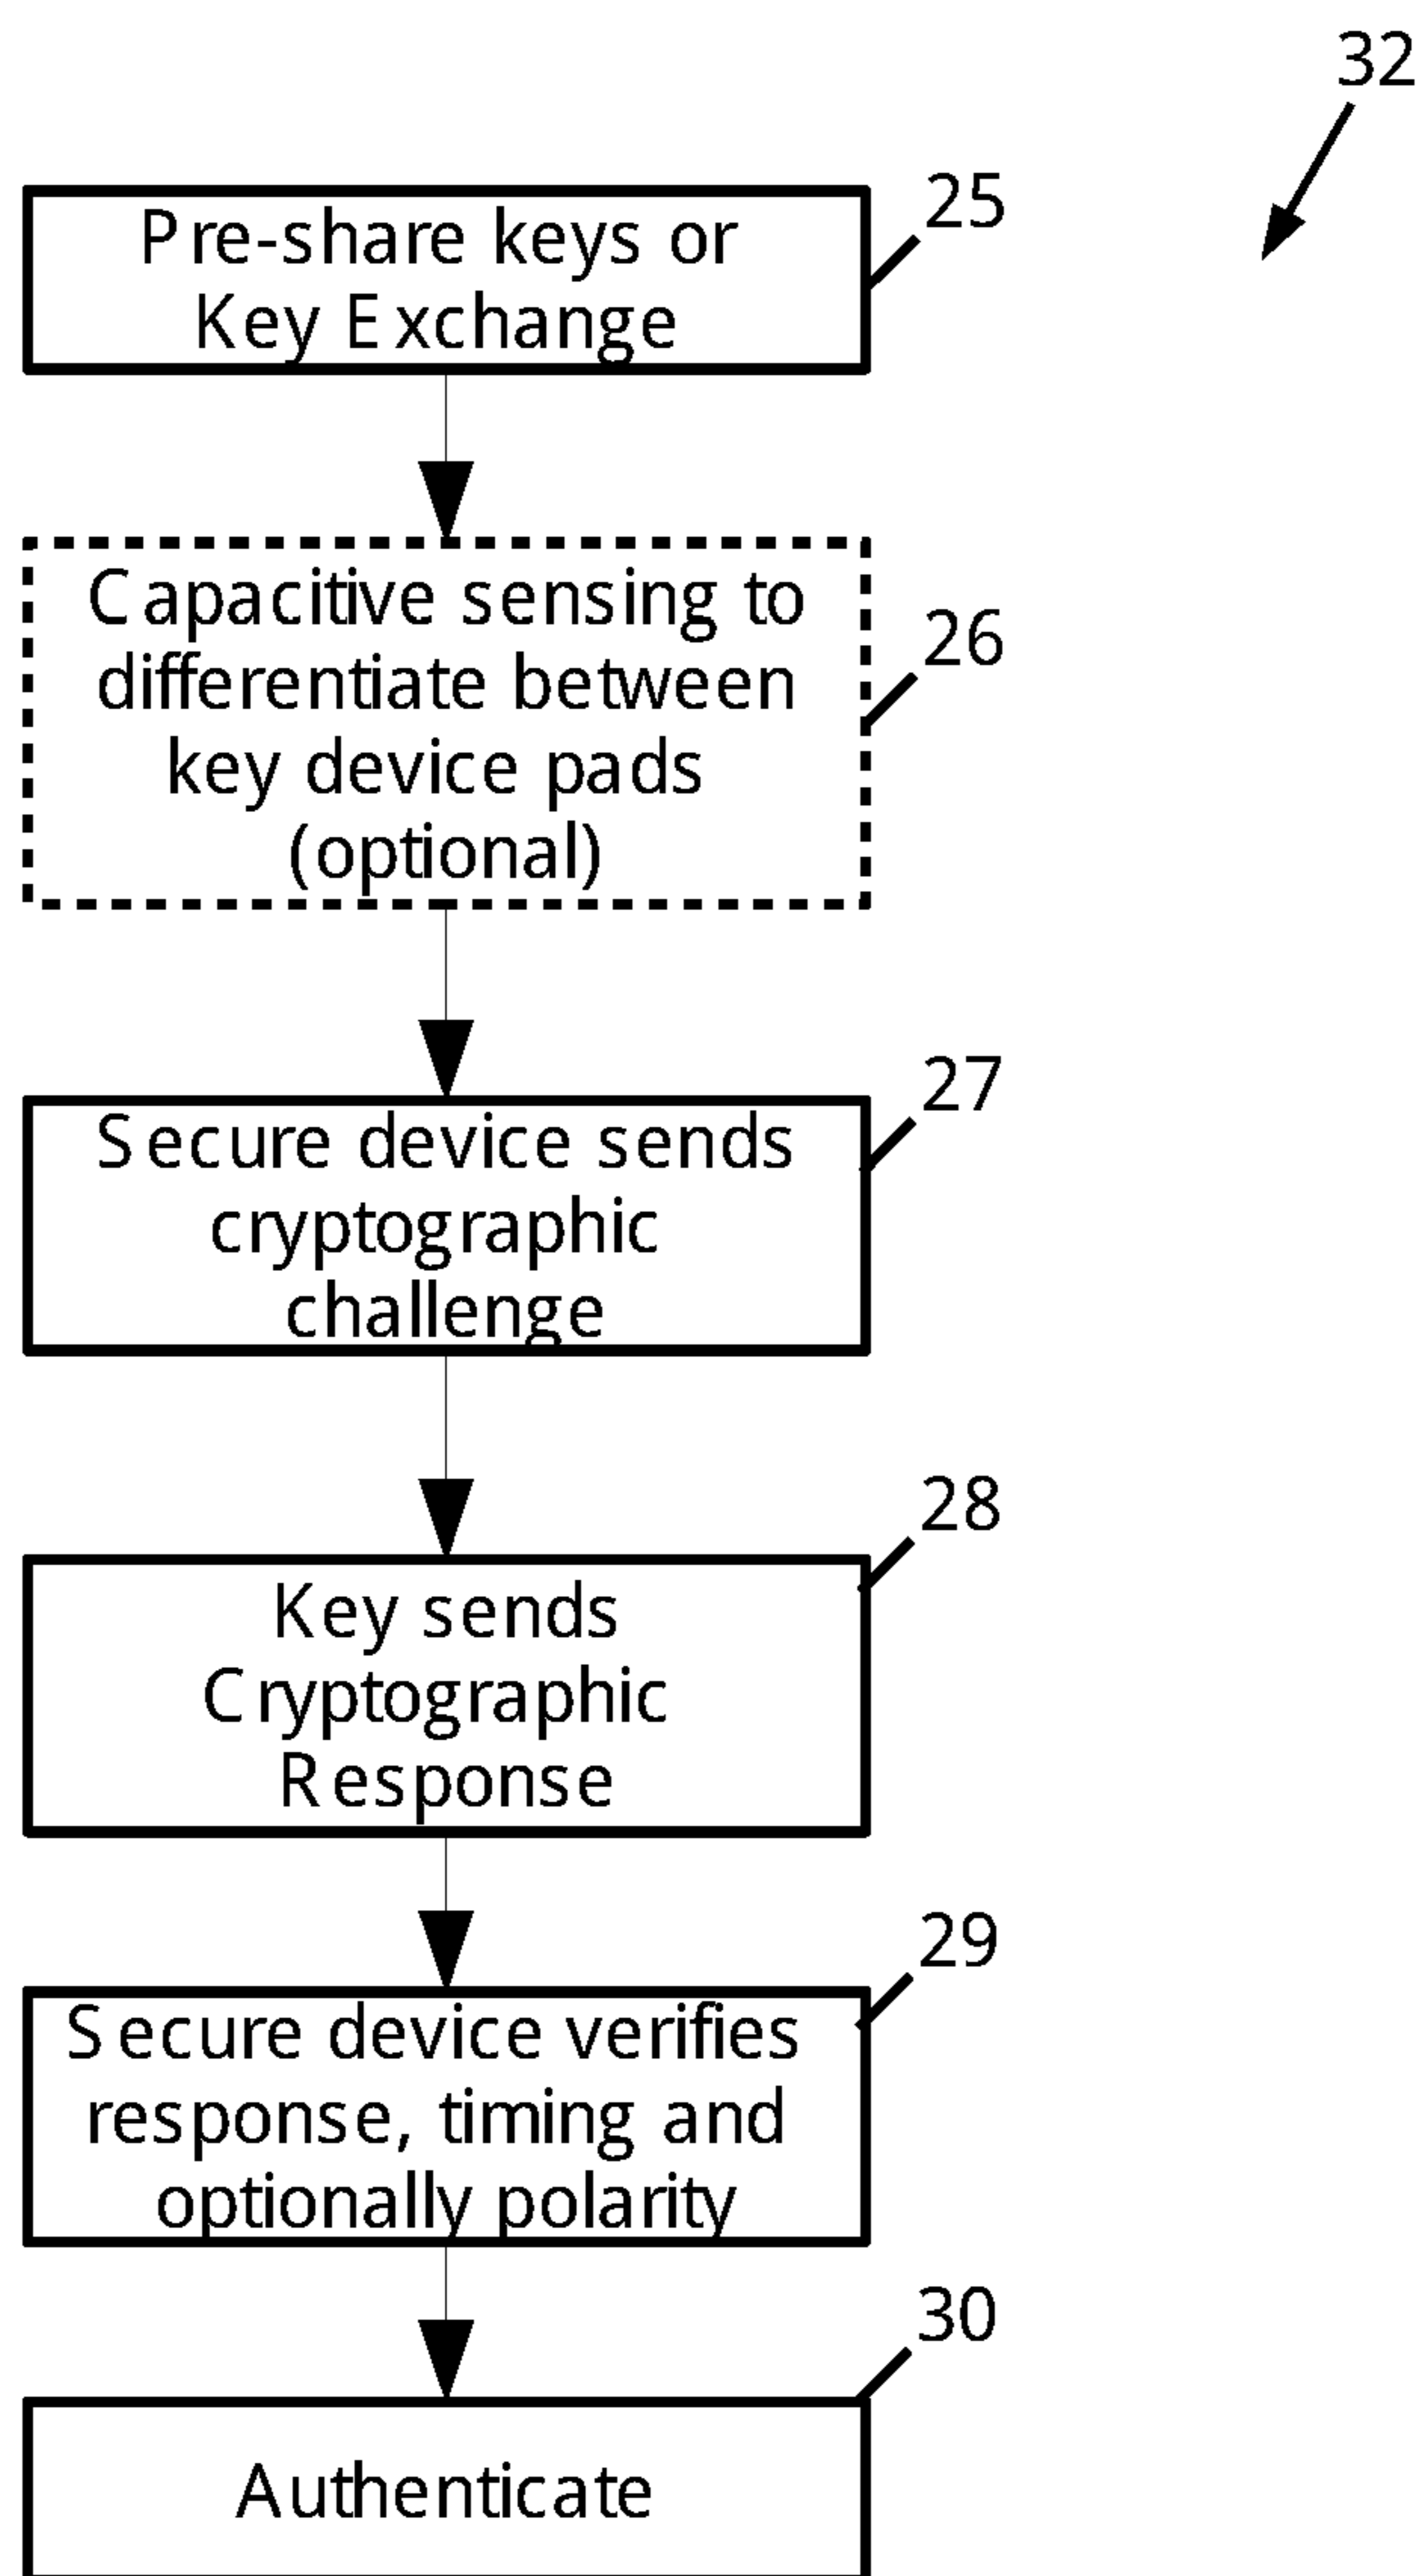 32
25
Pre-share keys or
Key Exchange
26
Capacitive sensing to
differentiate between
key device pads
(optional)
27
Secure device sends
cryptographic
challenge
28
Key sends
Cryptographic
Response
29
Secure device verifies
response, timing and
optionally polarity
30
Authenticate